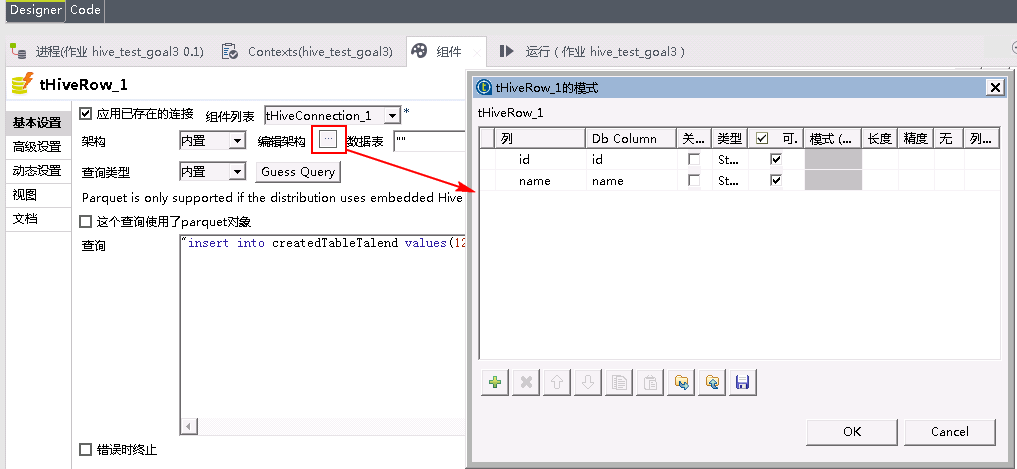 Designer Code
进程(作业 hive_test_goal3 0.1) Contexts(hive_test_goal3) 组件 运行 ( 作业 hive_test_goal3 )
tHiveRow_1
基本设置
高级设置
动态设置
视图
文档
应用已存在的连接 组件列表 tHiveConnection_1 *
架构 内置 编辑架构 ... 数据表 ""
查询类型 内置 Guess Query
Parquet is only supported if the distribution uses embedded Hive
这个查询使用了parquet对象
查询 "insert into createdTableTalend values(12
错误时终止
tHiveRow_1的模式
tHiveRow_1
列 Db Column 关... 类型 可. 模式 (... 长度 精度 无 列...
id id St...
name name St...
OK Cancel